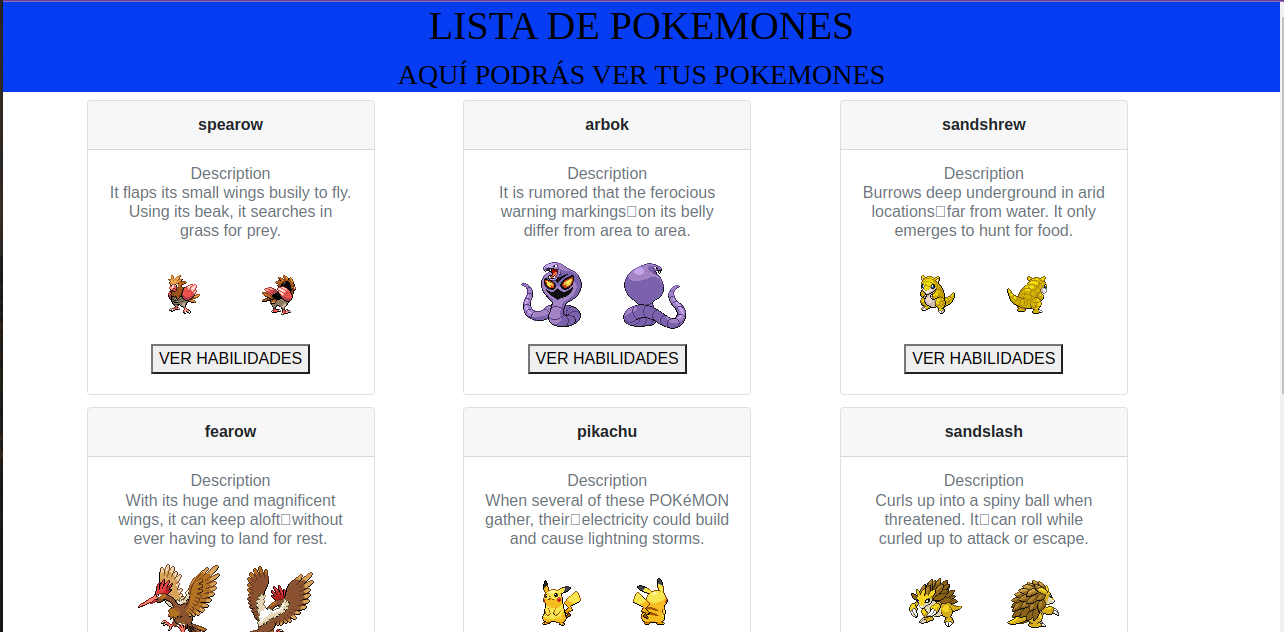 LISTA DE POKEMONES
AQUÍ PODRÁS VER TUS POKEMONES
spearow
Description
It flaps its small wings busily to fly.
Using its beak, it searches in
grass for prey.
VER HABILIDADES
arbok
Description
It is rumored that the ferocious
warning markings□on its belly
differ from area to area.
VER HABILIDADES
sandshrew
Description
Burrows deep underground in arid
locations□far from water. It only
emerges to hunt for food.
VER HABILIDADES
fearow
Description
With its huge and magnificent
wings, it can keep aloft□without
ever having to land for rest.
pikachu
Description
When several of these POKéMON
gather, their□electricity could build
and cause lightning storms.
sandslash
Description
Curls up into a spiny ball when
threatened. It□can roll while
curled up to attack or escape.